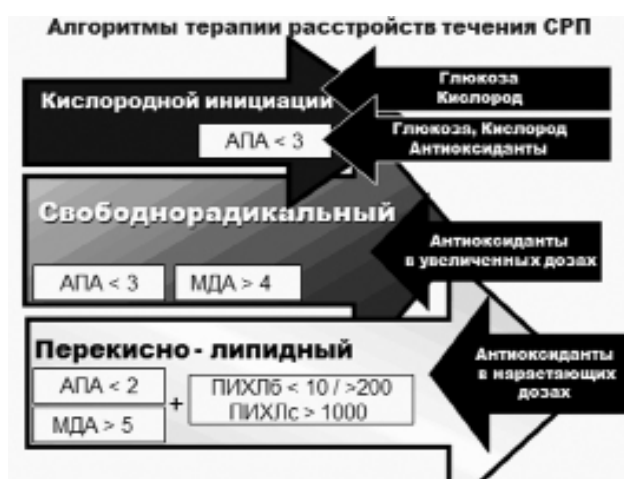 Алгоритмы терапии расстройств течения СРП
Кислородной инициации
АПА < 3
Глюкоза
Кислород
Глюкоза, Кислород
Антиоксиданты
Свободнорадикальный
АПА < 3
МДА > 4
Антиоксиданты
в увеличенных дозах
Перекисно - липидный
АПА < 2
МДА > 5
+
ПИХЛб < 10 / >200
ПИХЛс > 1000
Антиоксиданты
в нарастающих
дозах